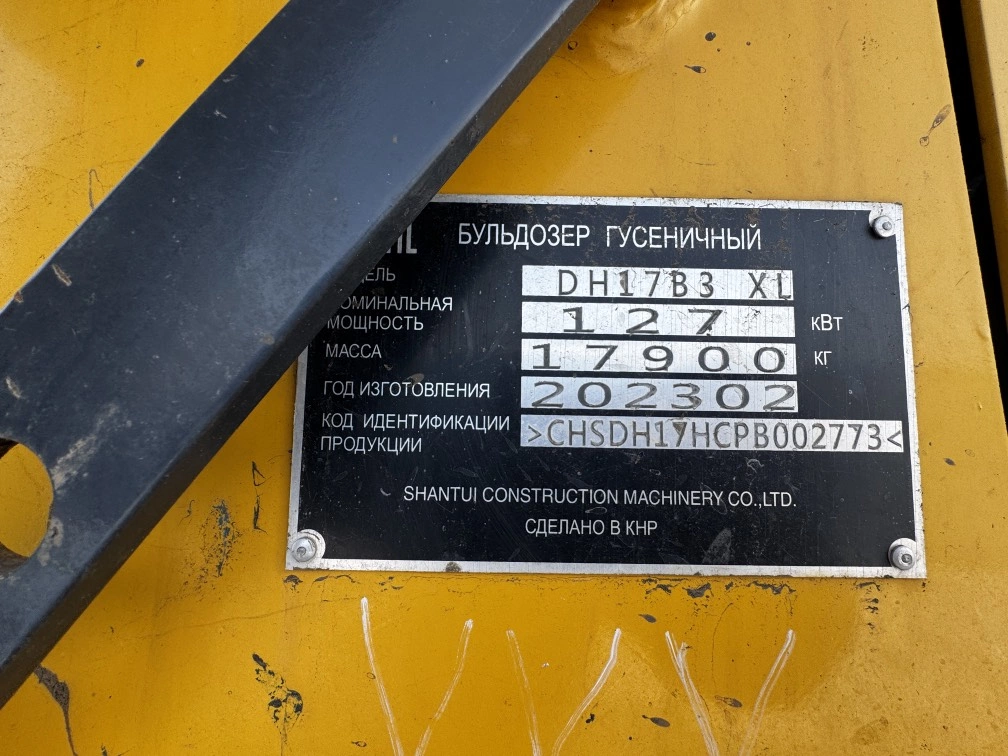 БУЛЬДОЗЕР ГУСЕНИЧНЫЙ
DH17B3 XL
МОЩНОСТЬ 127 кВт
МАССА 17900 кг
ГОД ИЗГОТОВЛЕНИЯ 202302
КОД ИДЕНТИФИКАЦИИ
ПРОДУКЦИИ >CHSDH17HCPB002773<
SHANTUI CONSTRUCTION MACHINERY CO.,LTD.
СДЕЛАНО В КНР